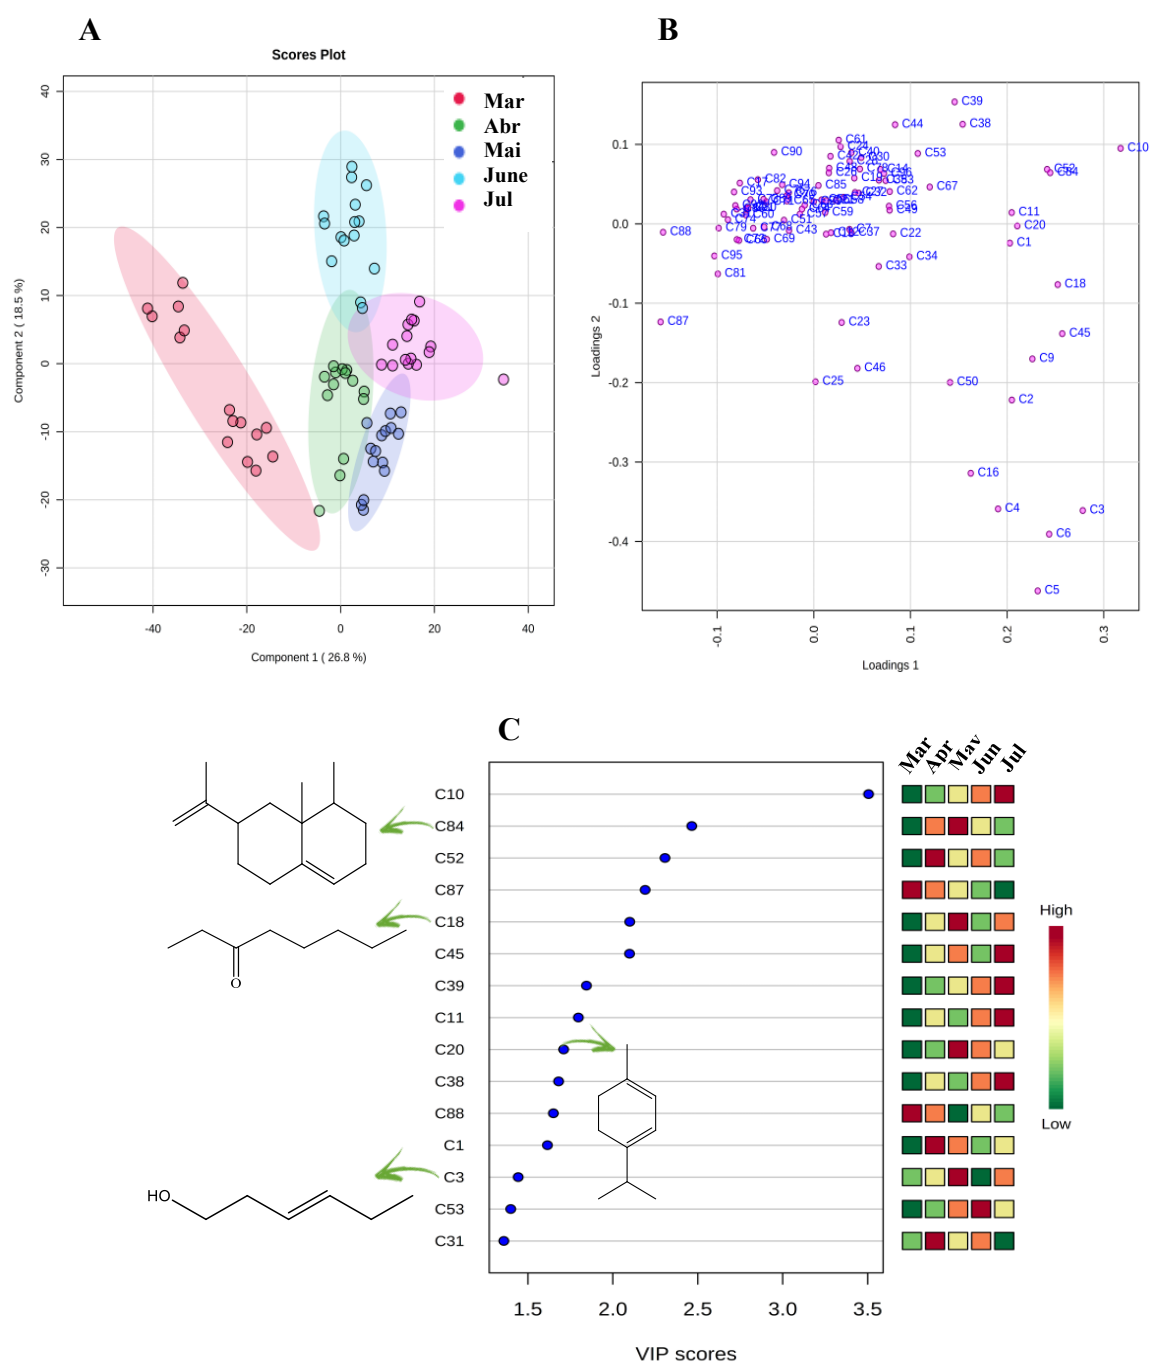 A
B
Scores Plot
Mar
Abr
Mai
June
Jul
40
30
20
10
0
10
-20
-30
Component 2 ( 18.5 %)
-40
-20
0
20
40
Component 1 ( 26.8 %)
0.1
0.0
-0.1
-0.2
-0.3
-0.4
Loadings 2
C39
C38
C44
C61
C10
C90
C53
C52
C84
C82
C94
C85
C62
C67
C93
C56
C49
C11
C20
C1
C88
C79
C60
C51
C59
C43
C37
C22
C69
C95
C81
C33
C34
C18
C87
C23
C45
C9
C46
C25
C50
C2
C16
C4
C3
C6
C5
-0.1
0.0
0.1
0.2
0.3
Loadings 1
C
Mar
Apr
May
Jun
Jul
C10
C84
C52
C87
C18
C45
C39
C11
C20
C38
C88
C1
C3
C53
C31
O
HO
High
Low
1.5
2.0
2.5
3.0
3.5
VIP scores